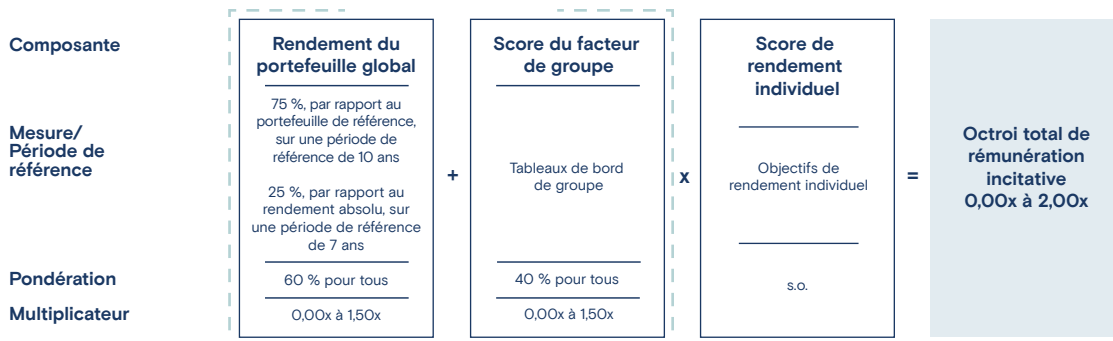 Composante
Rendement du
portefeuille global
Score du facteur
de groupe
Score de
rendement
individuel
Mesure/
Période de
référence
75 %, par rapport au
portefeuille de référence,
sur une période de
référence de 10 ans
25 %, par rapport au
rendement absolu, sur
une période de référence
de 7 ans
+
Tableaux de bord
de groupe
x
Objectifs de
rendement individuel
=
Octroi total de
rémunération
incitative
0,00x à 2,00x
Pondération
60 % pour tous
40 % pour tous
s.o.
Multiplicateur
0,00x à 1,50x
0,00x à 1,50x